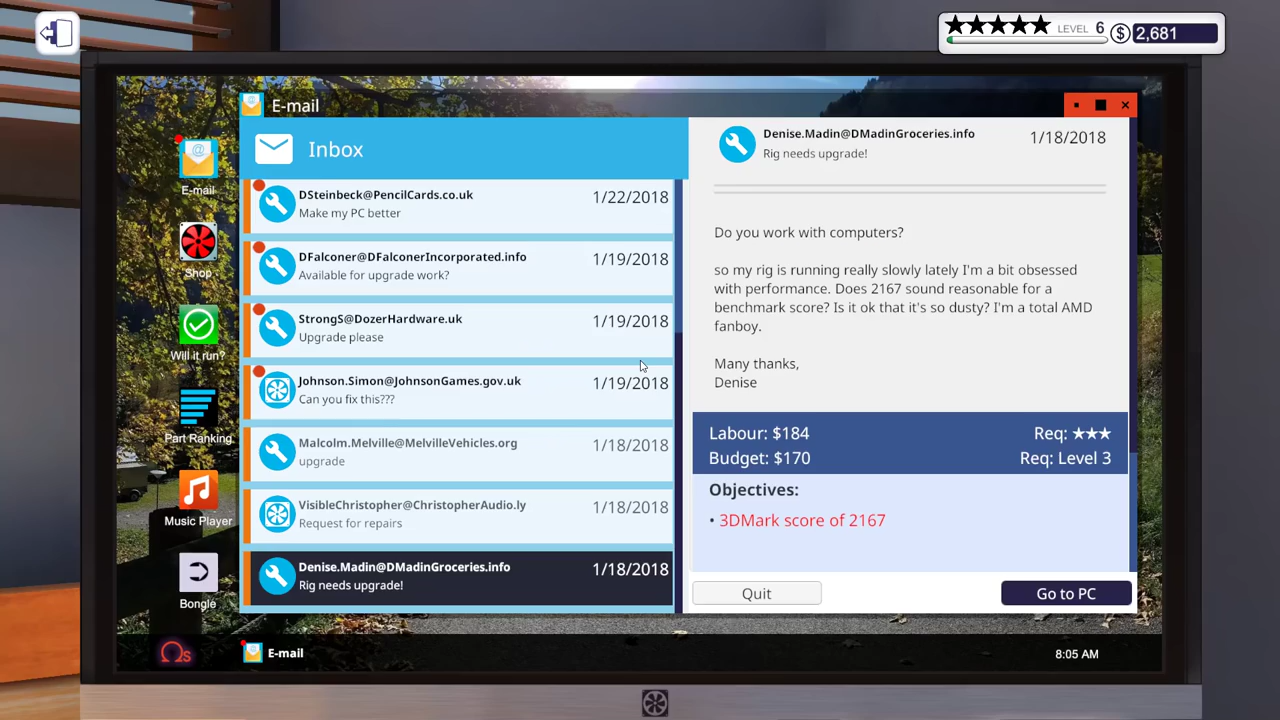 LEVEL 6
$ 2,681
E-mail
E-mail
Shop
Will it run?
Part Ranking
Music Player
Bongle
Inbox
DSteinbeck@PencilCards.co.uk 1/22/2018
Make my PC better
DFalconer@DFalconerIncorporated.info 1/19/2018
Available for upgrade work?
StrongS@DozerHardware.uk 1/19/2018
Upgrade please
Johnson.Simon@JohnsonGames.gov.uk 1/19/2018
Can you fix this???
Malcolm.Melville@MelvilleVehicles.org 1/18/2018
upgrade
VisibleChristopher@ChristopherAudio.ly 1/18/2018
Request for repairs
Denise.Madin@DMadinGroceries.info 1/18/2018
Rig needs upgrade!
Denise.Madin@DMadinGroceries.info 1/18/2018
Rig needs upgrade!
Do you work with computers?
so my rig is running really slowly lately I'm a bit obsessed
with performance. Does 2167 sound reasonable for a
benchmark score? Is it ok that it's so dusty? I'm a total AMD
fanboy.
Many thanks,
Denise
Labour: $184 Req: ★★★
Budget: $170 Req: Level 3
Objectives:
• 3DMark score of 2167
Quit Go to PC
Ωs E-mail 8:05 AM